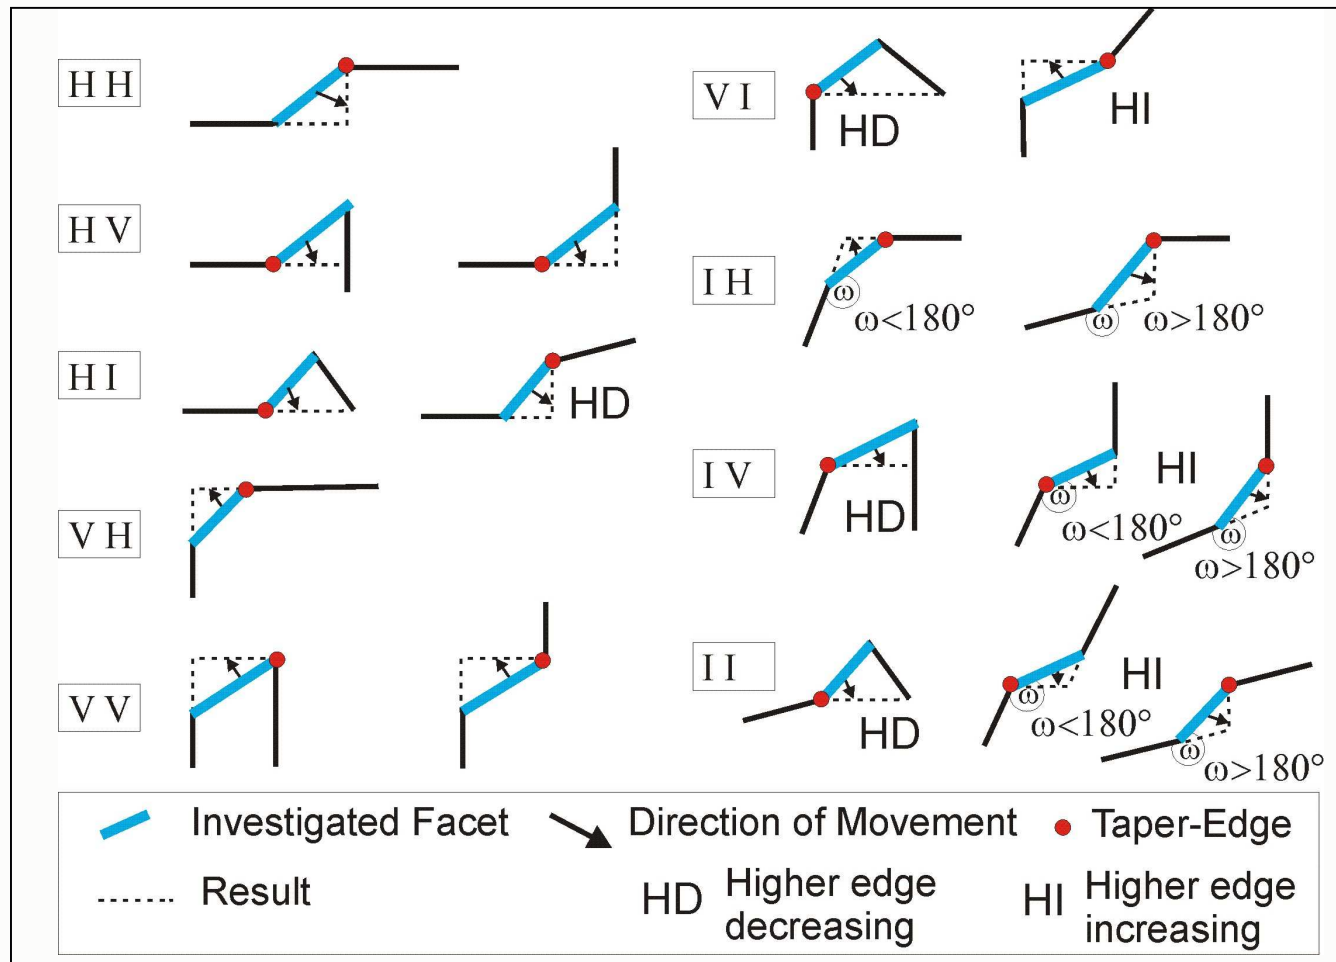 H H
H V
H I
HD
V H
V V
V I
HD
HI
I H
ω
ω<180°
ω
ω>180°
I V
HD
ω
ω<180°
HI
ω
ω>180°
I I
HD
ω
ω<180°
HI
ω
ω>180°
Investigated Facet
Direction of Movement
Taper-Edge
Result
HD
Higher edge
decreasing
HI
Higher edge
increasing